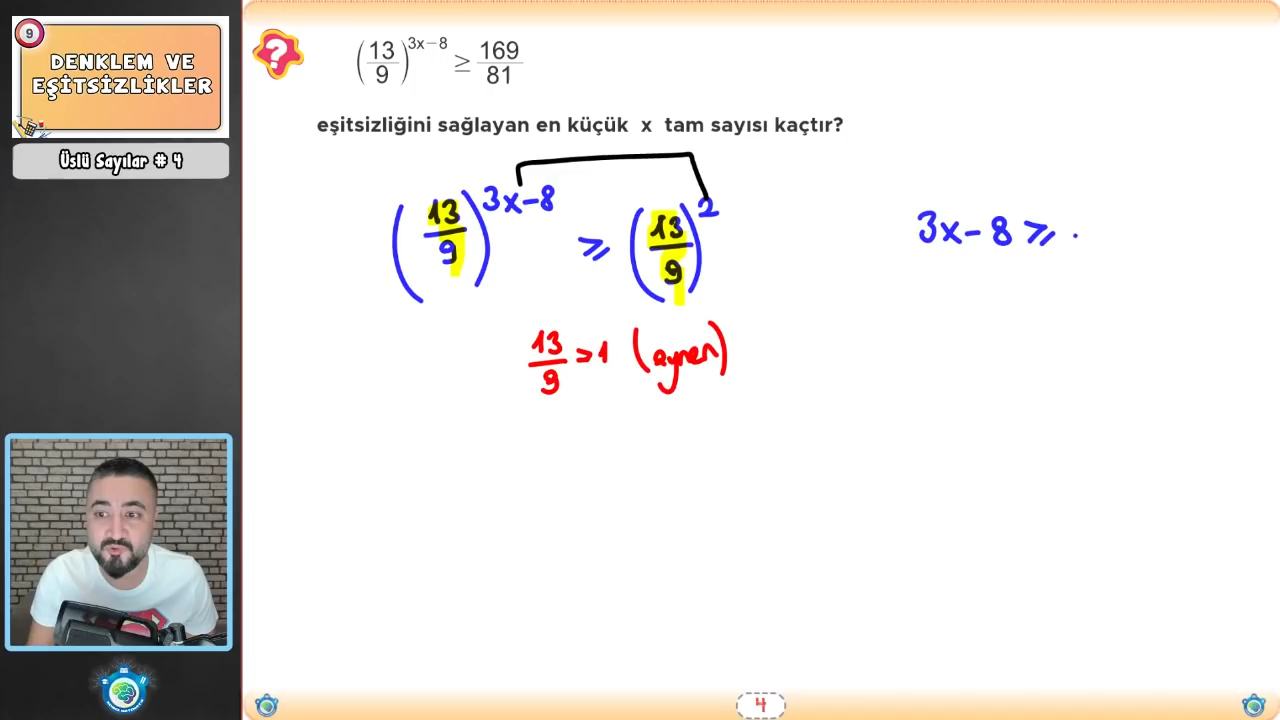 9
DENKLEM VE
EŞİTSİZLİKLER
Üslü Sayılar # 4
?
(13/9)^(3x−8) ≥ 169/81
eşitsizliğini sağlayan en küçük x tam sayısı kaçtır?
(13/9)^(3x-8) ≥ (13/9)^2
3x-8 ≥
13/9 > 1 (aynen)
4